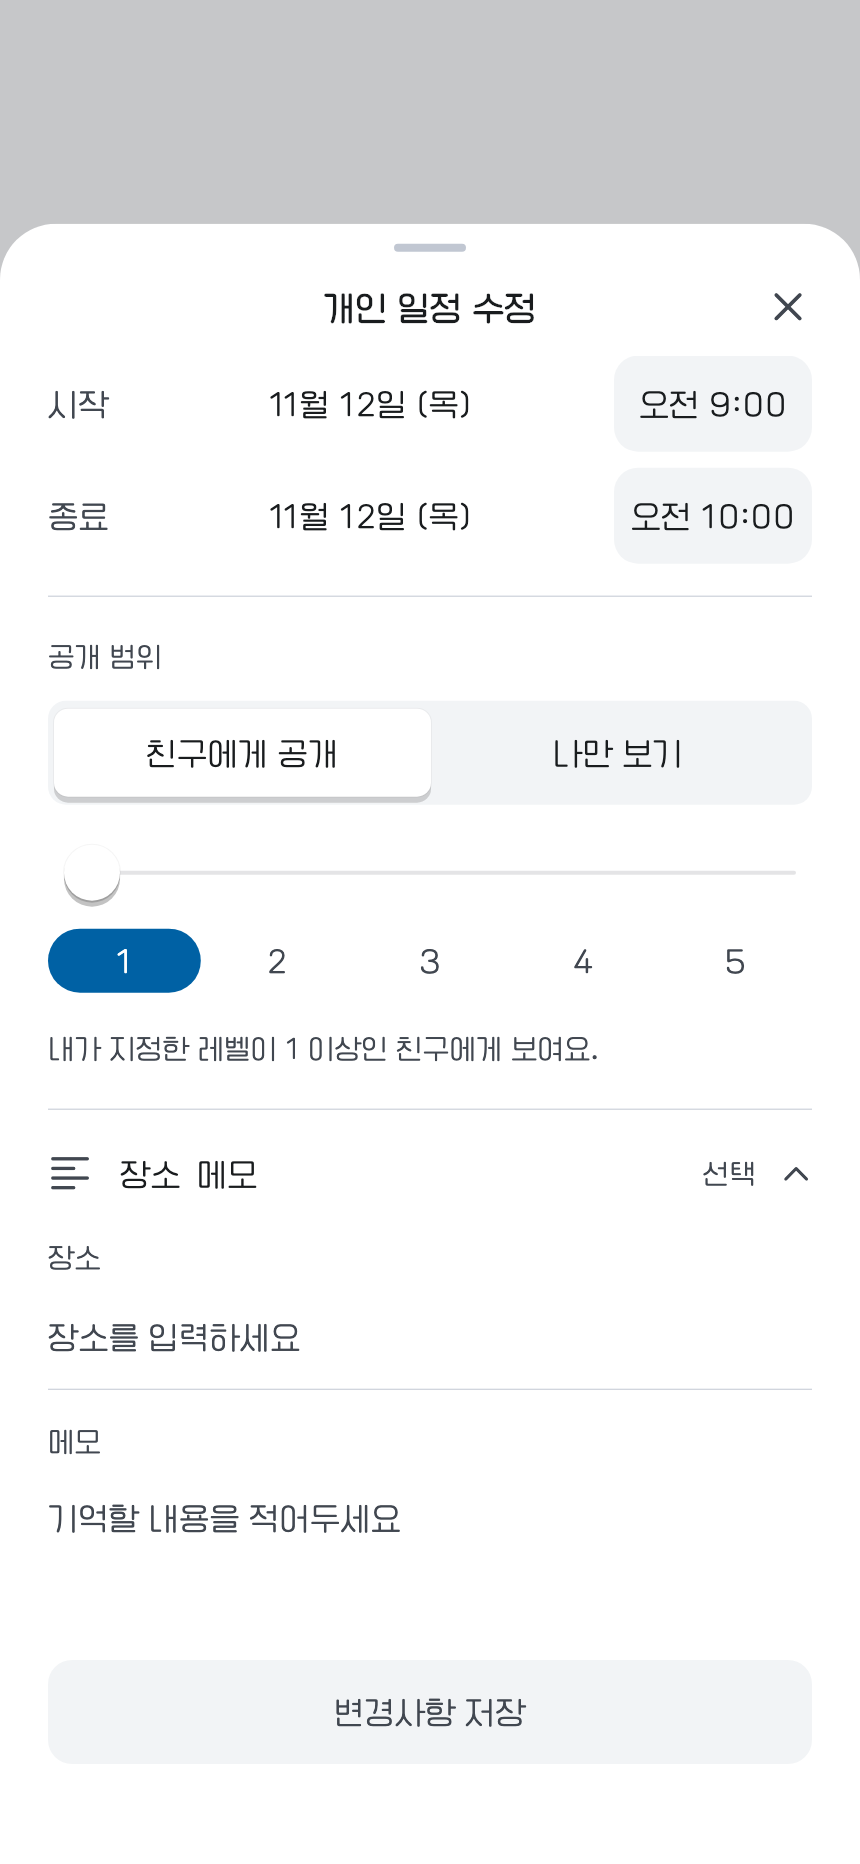 개인 일정 수정
시작 11월 12일 (목) 오전 9:00
종료 11월 12일 (목) 오전 10:00
공개 범위
친구에게 공개 나만 보기
1 2 3 4 5
내가 지정한 레벨이 1 이상인 친구에게 보여요.
장소 메모 선택
장소
장소를 입력하세요
메모
기억할 내용을 적어두세요
변경사항 저장